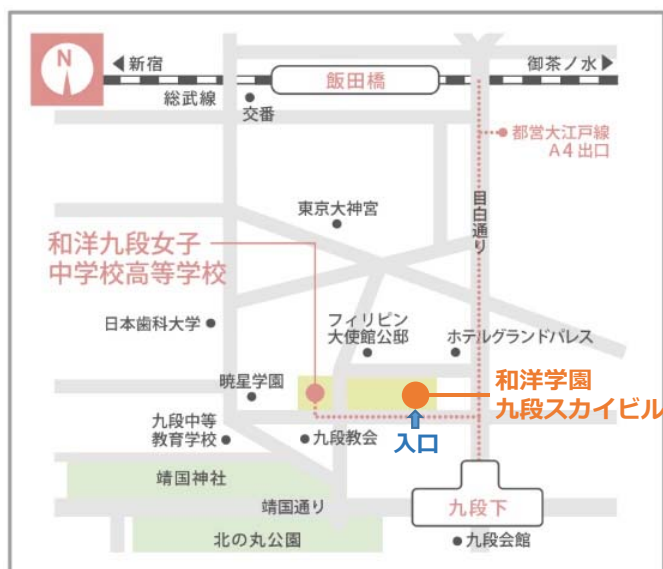 N
◀新宿
御茶ノ水▶
飯田橋
総武線
交番
都営大江戸線
A4出口
目白通り
東京大神宮
和洋九段女子
中学校高等学校
日本歯科大学
フィリピン
大使館公邸
ホテルグランドパレス
暁星学園
和洋学園
九段スカイビル
九段中等
教育学校
九段教会
入口
靖国神社
靖国通り
九段下
北の丸公園
九段会館